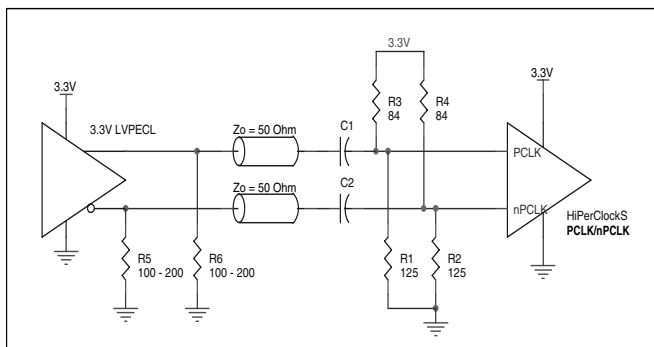 3.3V
3.3V
3.3V
R3
84
R4
84
3.3V LVPECL
Zo = 50 Ohm
C1
PCLK
Zo = 50 Ohm
C2
nPCLK
HiPerClockS
PCLK/nPCLK
R5
100 - 200
R6
100 - 200
R1
125
R2
125